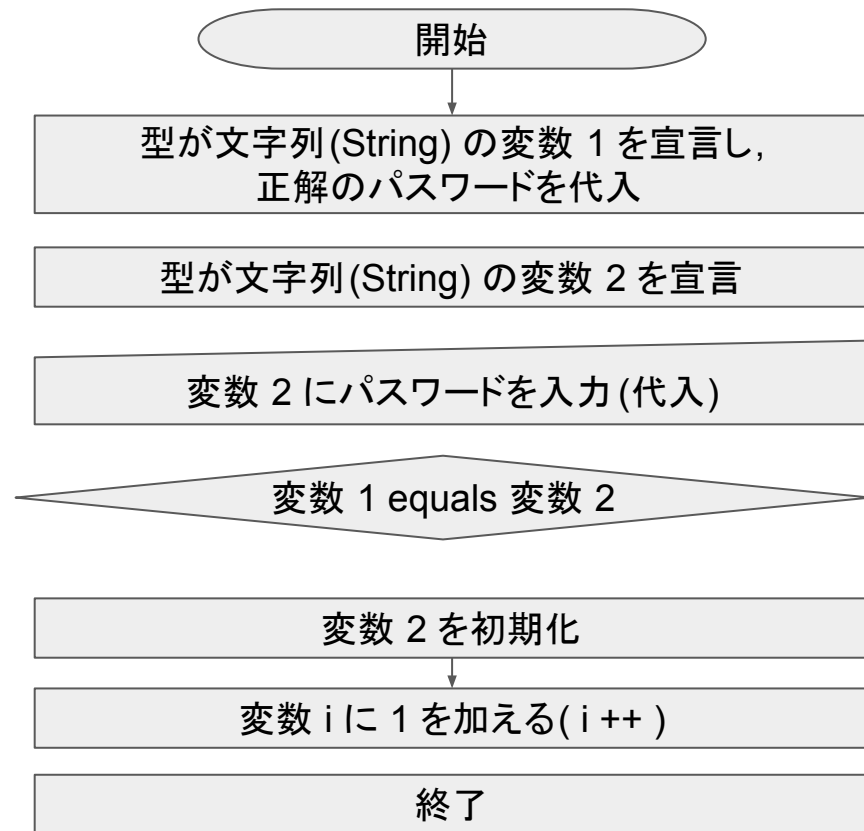 開始
型が文字列(String) の変数 1 を宣言し,
正解のパスワードを代入
型が文字列(String) の変数 2 を宣言
変数 2 にパスワードを入力(代入)
変数 1 equals 変数 2
変数 2 を初期化
変数 i に 1 を加える( i ++ )
終了